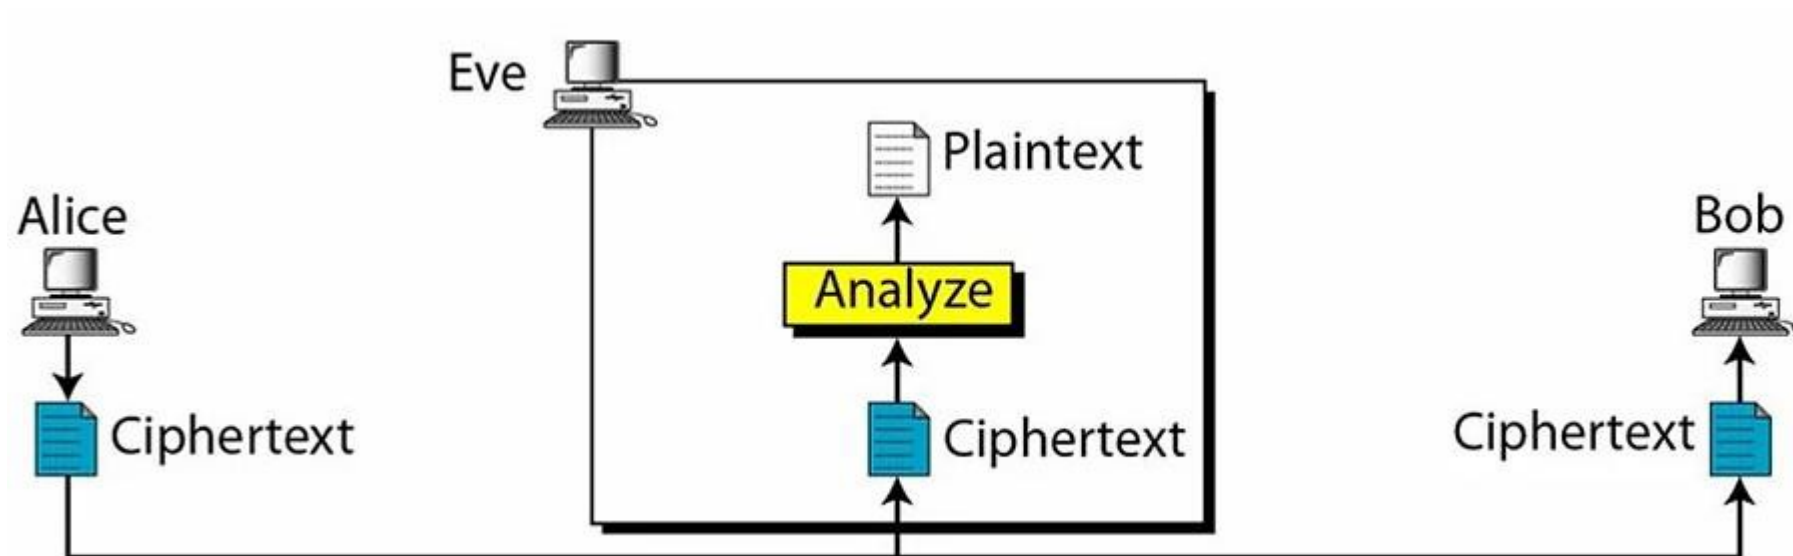 Eve
Plaintext
Alice
Bob
Analyze
Ciphertext
Ciphertext
Ciphertext